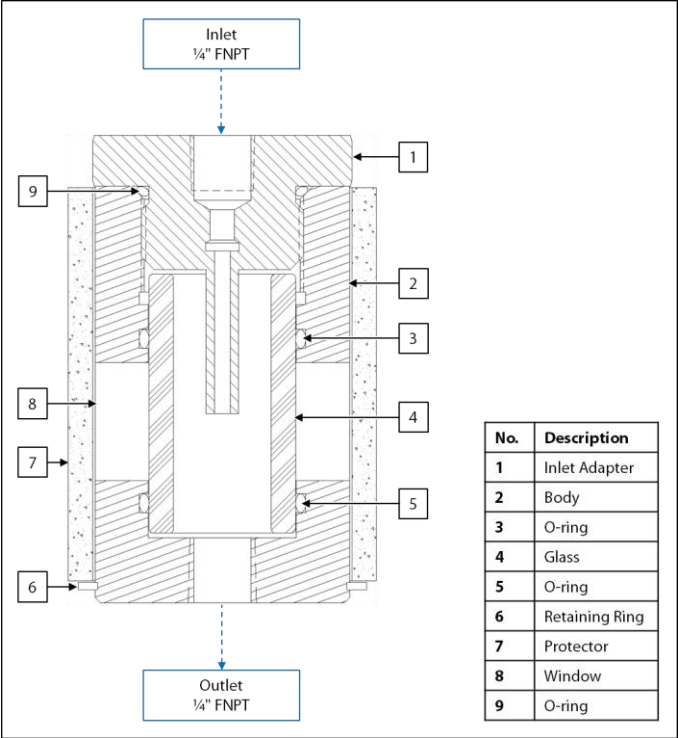 Inlet
¼" FNPT
1
9
2
3
8
4
7
5
6
Outlet
¼" FNPT
No. Description
1 Inlet Adapter
2 Body
3 O-ring
4 Glass
5 O-ring
6 Retaining Ring
7 Protector
8 Window
9 O-ring